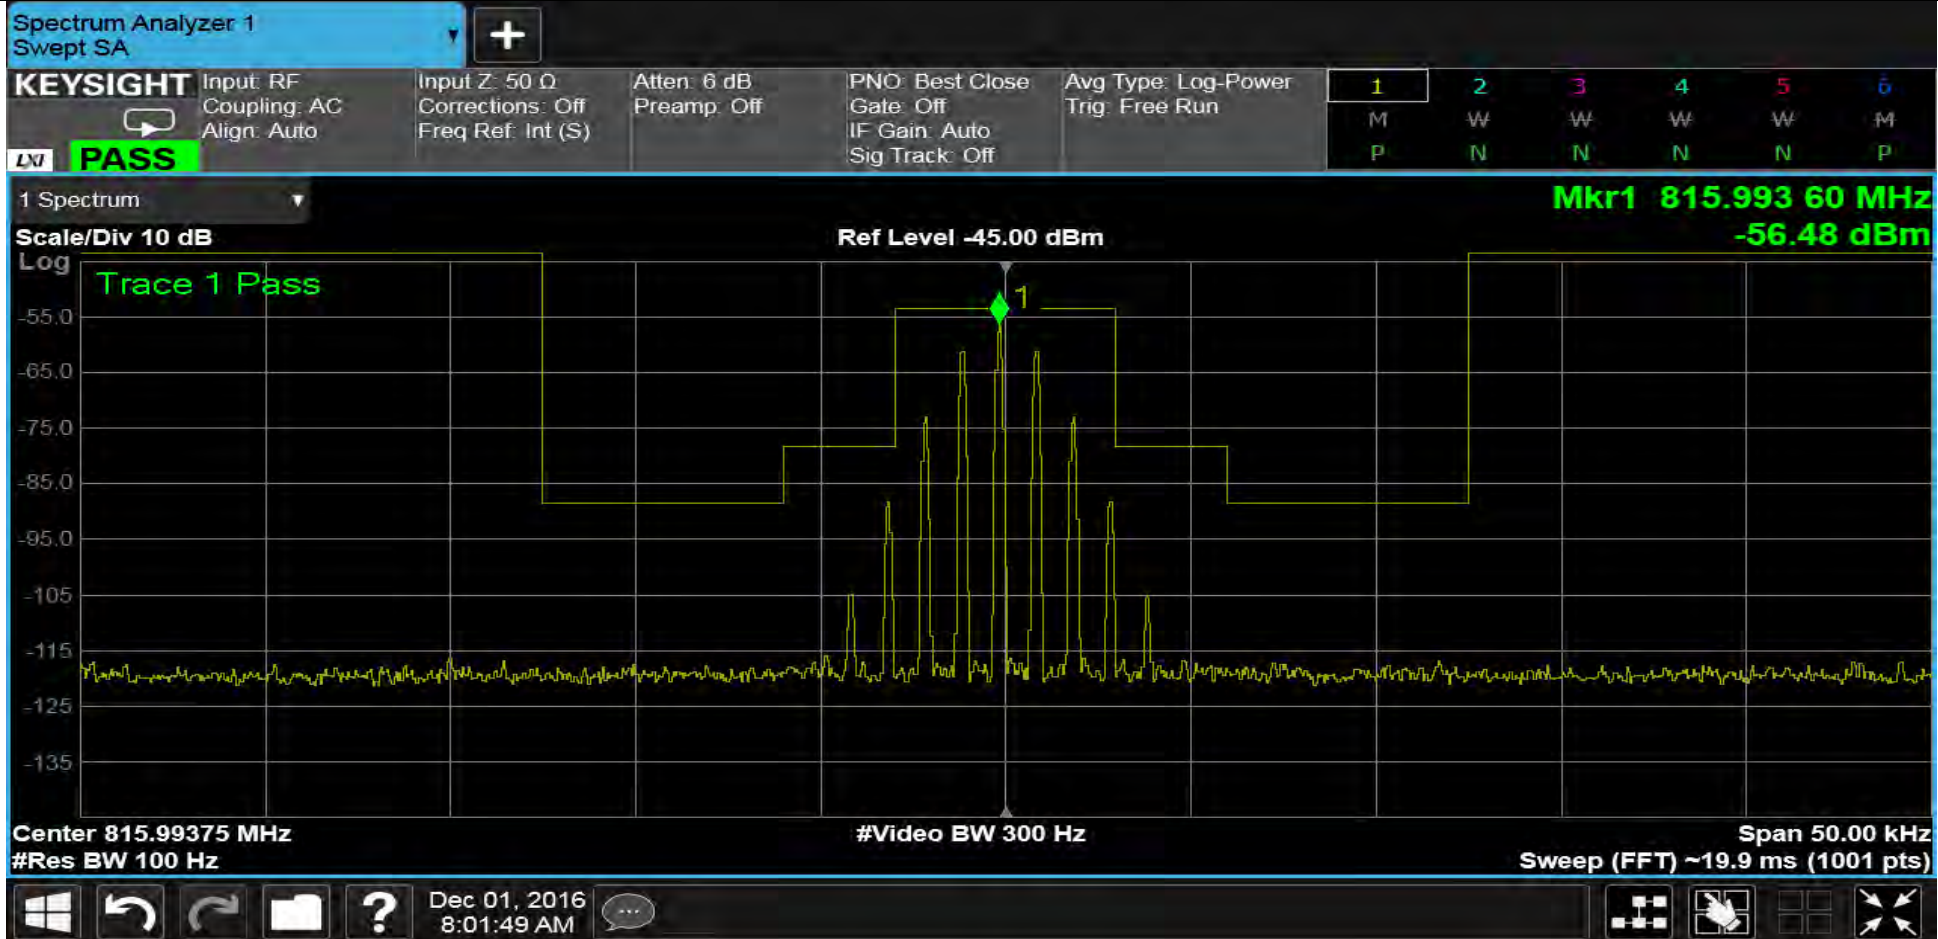 Spectrum Analyzer 1
Swept SA
KEYSIGHT
LXI PASS
Input: RF
Coupling: AC
Align: Auto
Input Z: 50 Ω
Corrections: Off
Freq Ref: Int (S)
Atten: 6 dB
Preamp: Off
PNO: Best Close
Gate: Off
IF Gain: Auto
Sig Track: Off
Avg Type: Log-Power
Trig: Free Run
1 2 3 4 5 6
M W W W W M
P N N N N P
1 Spectrum
Mkr1 815.993 60 MHz
-56.48 dBm
Scale/Div 10 dB
Ref Level -45.00 dBm
Log
Trace 1 Pass
1
-55.0
-65.0
-75.0
-85.0
-95.0
-105
-115
-125
-135
Center 815.99375 MHz
#Video BW 300 Hz
Span 50.00 kHz
#Res BW 100 Hz
Sweep (FFT) ~19.9 ms (1001 pts)
?
Dec 01, 2016
8:01:49 AM